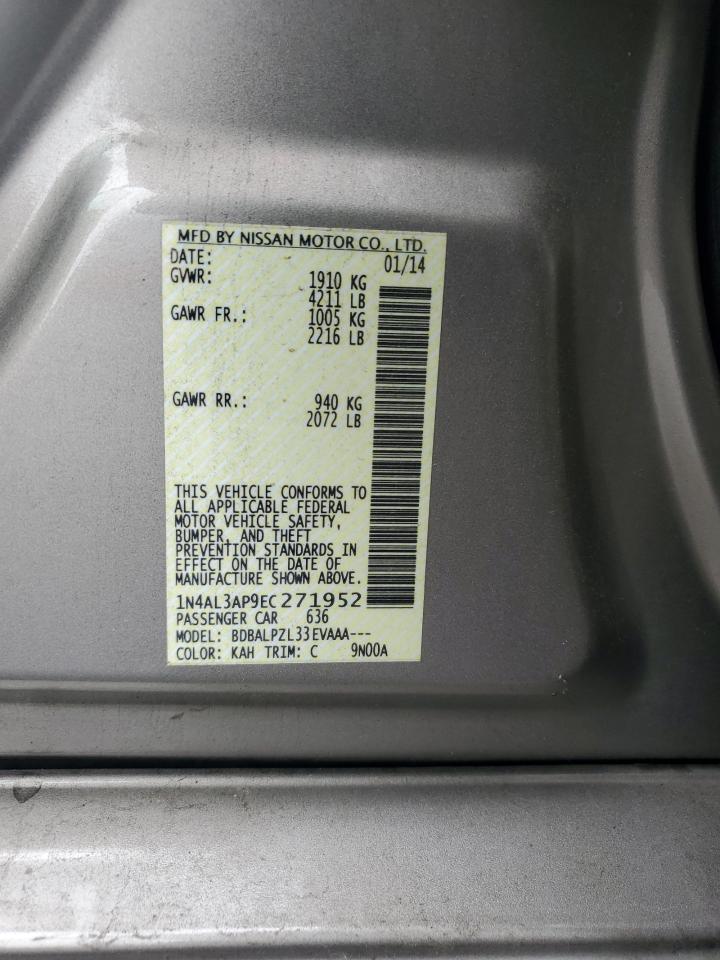 MFD BY NISSAN MOTOR CO., LTD.
DATE: 01/14
GVWR: 1910 KG
4211 LB
GAWR FR.: 1005 KG
2216 LB
GAWR RR.: 940 KG
2072 LB
THIS VEHICLE CONFORMS TO
ALL APPLICABLE FEDERAL
MOTOR VEHICLE SAFETY,
BUMPER, AND THEFT
PREVENTION STANDARDS IN
EFFECT ON THE DATE OF
MANUFACTURE SHOWN ABOVE.
1N4AL3AP9EC271952
PASSENGER CAR 636
MODEL: BDBALPZL33EVAAA---
COLOR: KAH TRIM: C 9N00A